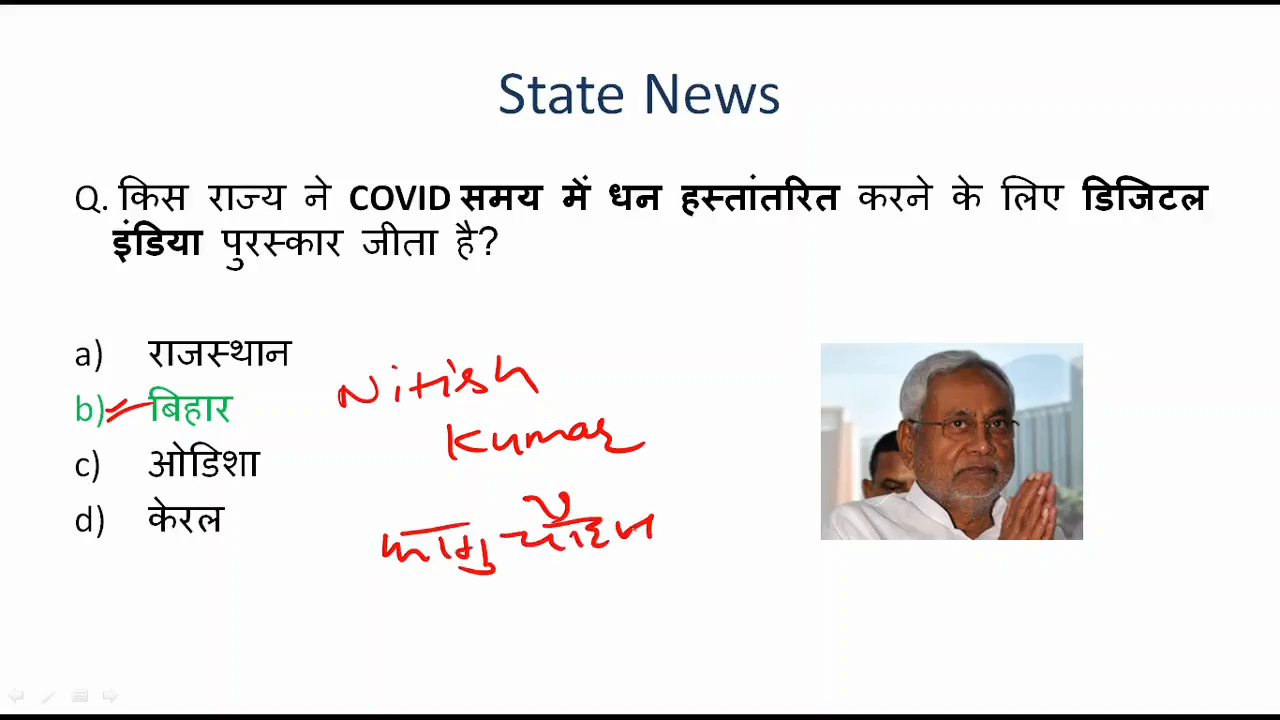 State News
Q. किस राज्य ने COVID समय में धन हस्तांतरित करने के लिए डिजिटल
इंडिया पुरस्कार जीता है?
a) राजस्थान
b) बिहार
c) ओडिशा
d) केरल
Nitish
Kumar